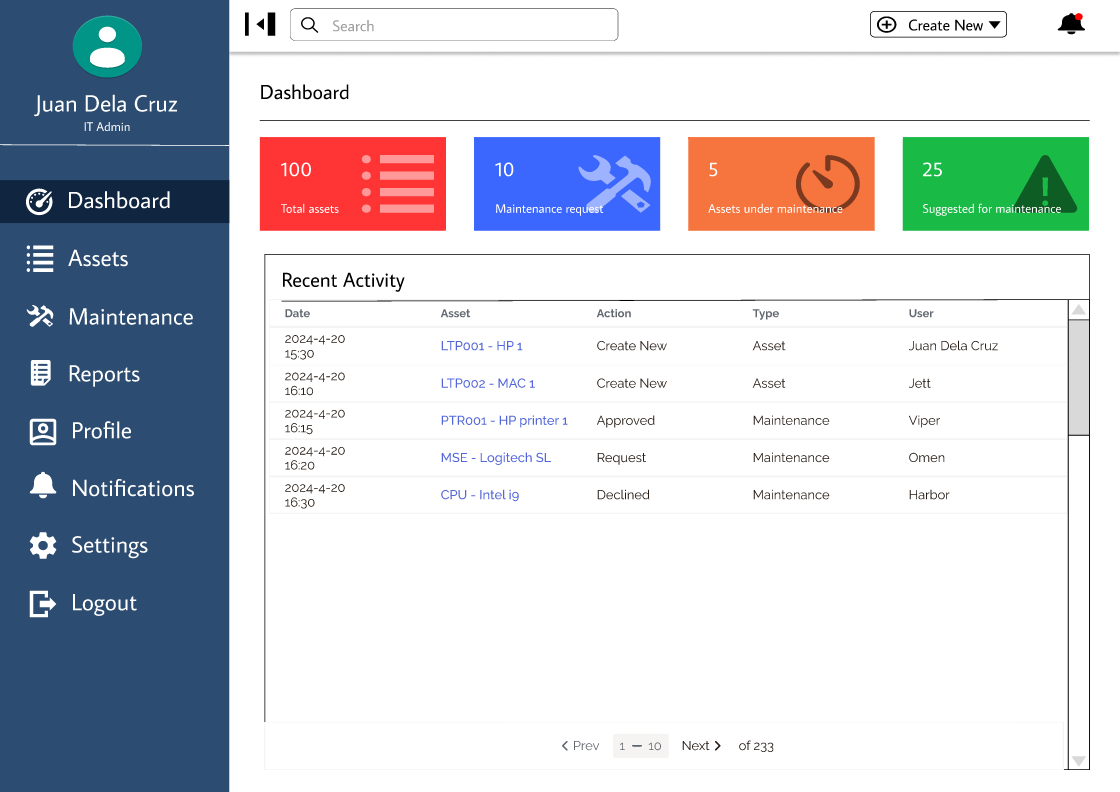 Juan Dela Cruz
IT Admin
Dashboard
Assets
Maintenance
Reports
Profile
Notifications
Settings
Logout
Search
Create New
Dashboard
100
Total assets
10
Maintenance request
5
Assets under maintenance
25
Suggested for maintenance
Recent Activity
Date Asset Action Type User
2024-4-20
15:30
LTP001 - HP 1 Create New Asset Juan Dela Cruz
2024-4-20
16:10
LTP002 - MAC 1 Create New Asset Jett
2024-4-20
16:15
PTR001 - HP printer 1 Approved Maintenance Viper
2024-4-20
16:20
MSE - Logitech SL Request Maintenance Omen
2024-4-20
16:30
CPU - Intel i9 Declined Maintenance Harbor
Prev 1 — 10 Next of 233